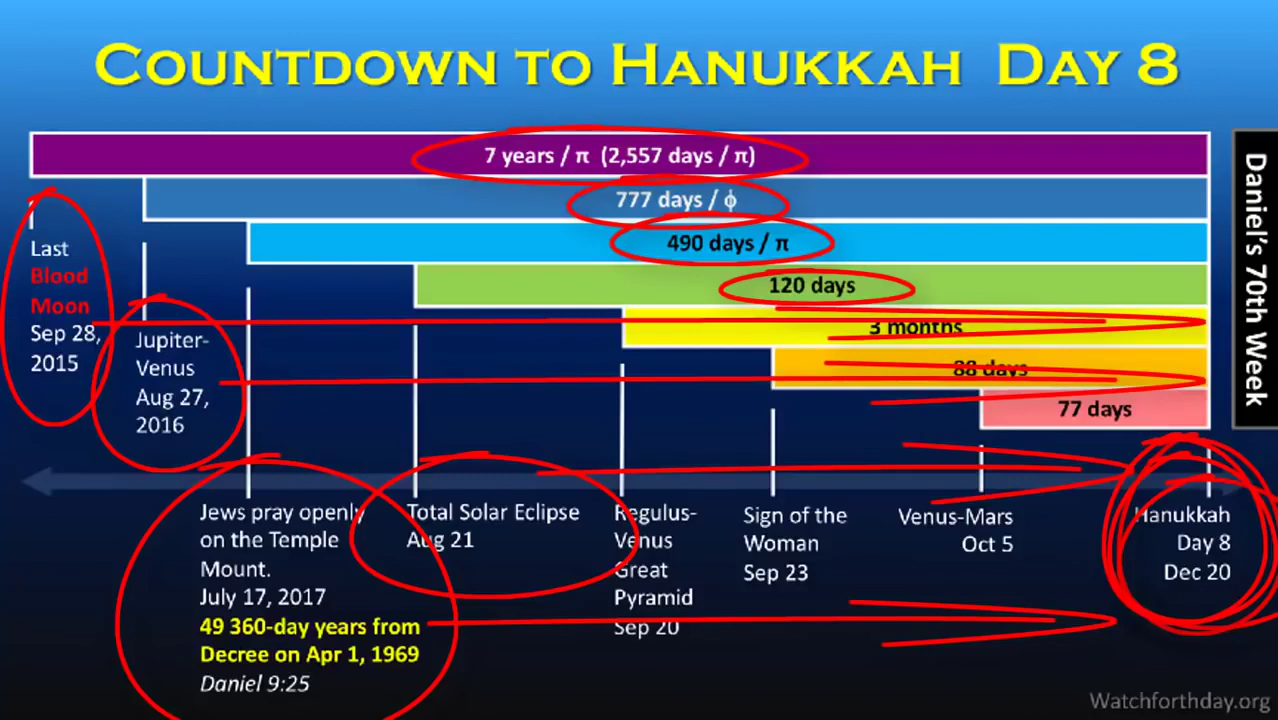 COUNTDOWN TO HANUKKAH DAY 8
7 years / π (2,557 days / π)
777 days / ϕ
490 days / π
120 days
3 months
88 days
77 days
Daniel's 70th Week
Last
Blood
Moon
Sep 28,
2015
Jupiter-
Venus
Aug 27,
2016
Jews pray openly
on the Temple
Mount.
July 17, 2017
49 360-day years from
Decree on Apr 1, 1969
Daniel 9:25
Total Solar Eclipse
Aug 21
Regulus-
Venus
Great
Pyramid
Sep 20
Sign of the
Woman
Sep 23
Venus-Mars
Oct 5
Hanukkah
Day 8
Dec 20
Watchforthday.org